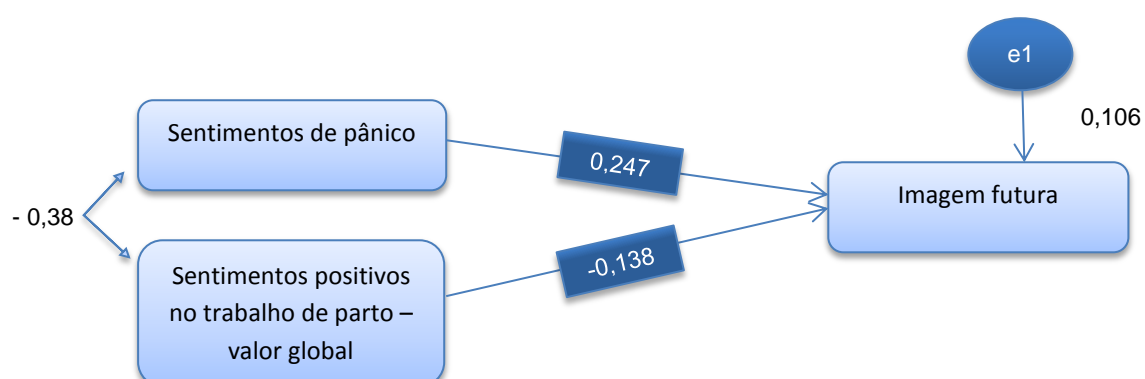 e1
0,106
Sentimentos de pânico
0,247
Imagem futura
- 0,38
-0,138
Sentimentos positivos
no trabalho de parto –
valor global